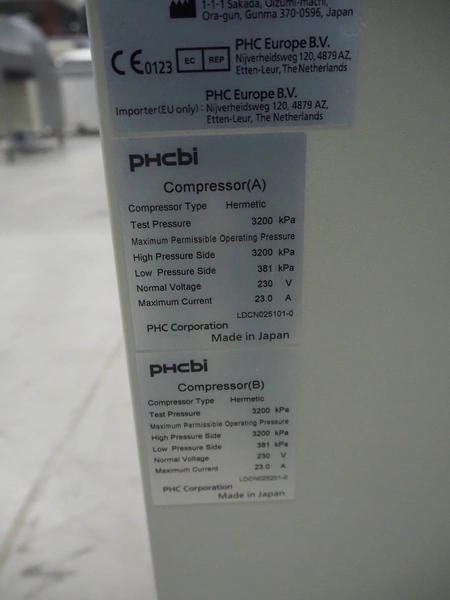 1-1-1 Sakada, Oizumi-machi,
Ora-gun, Gunma 370-0596, Japan
CE0123 EC REP PHC Europe B.V.
Nijverheidsweg 120, 4879 AZ,
Etten-Leur, The Netherlands
PHC Europe B.V.
Importer(EU only) : Nijverheidsweg 120, 4879 AZ,
Etten-Leur, The Netherlands
PHCbi
Compressor(A)
Compressor Type Hermetic
Test Pressure 3200 kPa
Maximum Permissible Operating Pressure
High Pressure Side 3200 kPa
Low Pressure Side 381 kPa
Normal Voltage 230 V
Maximum Current 23.0 A
LDCN025101-0
PHC Corporation
Made in Japan
PHCbi
Compressor(B)
Compressor Type Hermetic
Test Pressure 3200 kPa
Maximum Permissible Operating Pressure
High Pressure Side 3200 kPa
Low Pressure Side 381 kPa
Normal Voltage 230 V
Maximum Current 23.0 A
LDCN025201-0
PHC Corporation
Made in Japan